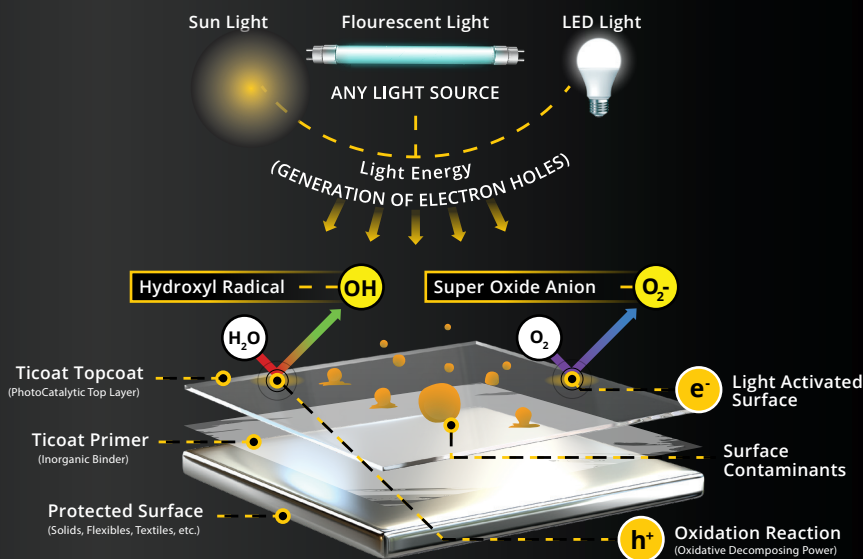 Sun Light
Flourescent Light
LED Light
ANY LIGHT SOURCE
Light Energy
(GENERATION OF ELECTRON HOLES)
Hydroxyl Radical
OH
Super Oxide Anion
O₂-
H₂O
O₂
Ticoat Topcoat
(PhotoCatalytic Top Layer)
e⁻
Light Activated
Surface
Ticoat Primer
(Inorganic Binder)
Surface
Contaminants
Protected Surface
(Solids, Flexibles, Textiles, etc.)
h⁺
Oxidation Reaction
(Oxidative Decomposing Power)